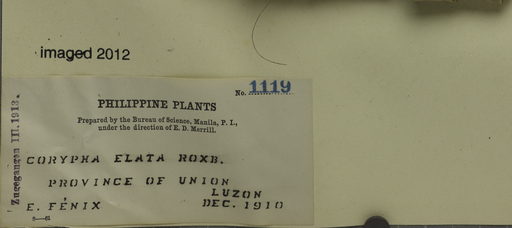 imaged 2012
No. 1119
PHILIPPINE PLANTS
Prepared by the Bureau of Science, Manila, P. I.,
under the direction of E. D. Merrill.
Zugegangen III. 1913.
CORYPHA ELATA ROXB.
PROVINCE OF UNION
LUZON
E. FÉNIX DEC. 1910